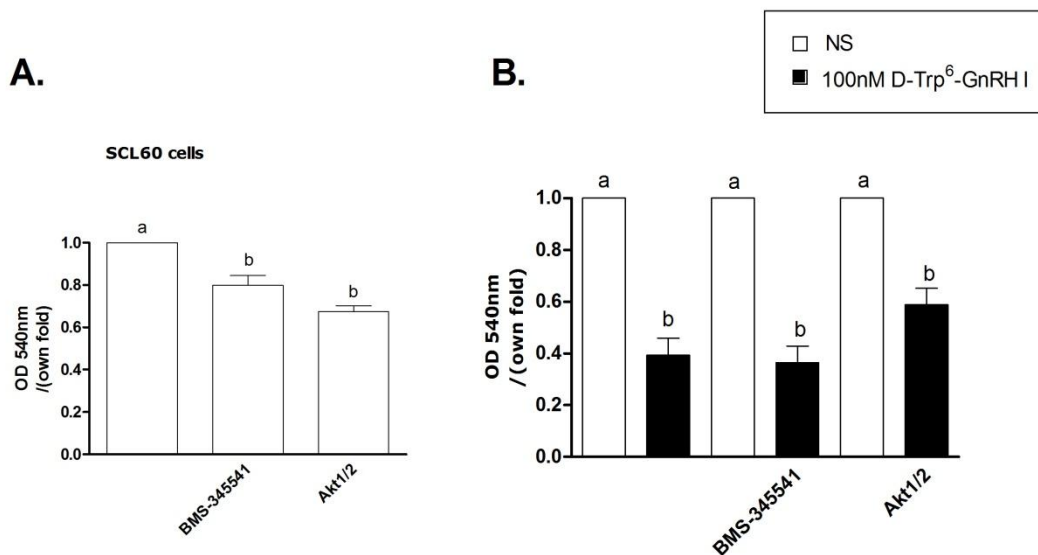 NS
100nM D-Trp⁶-GnRH I
A.
B.
SCL60 cells
OD 540nm
/(own fold)
1.0
0.8
0.6
0.4
0.2
0.0
a
b
b
BMS-345541
Akt1/2
OD 540nm
/ (own fold)
1.0
0.8
0.6
0.4
0.2
0.0
a
b
a
b
a
b
BMS-345541
Akt1/2